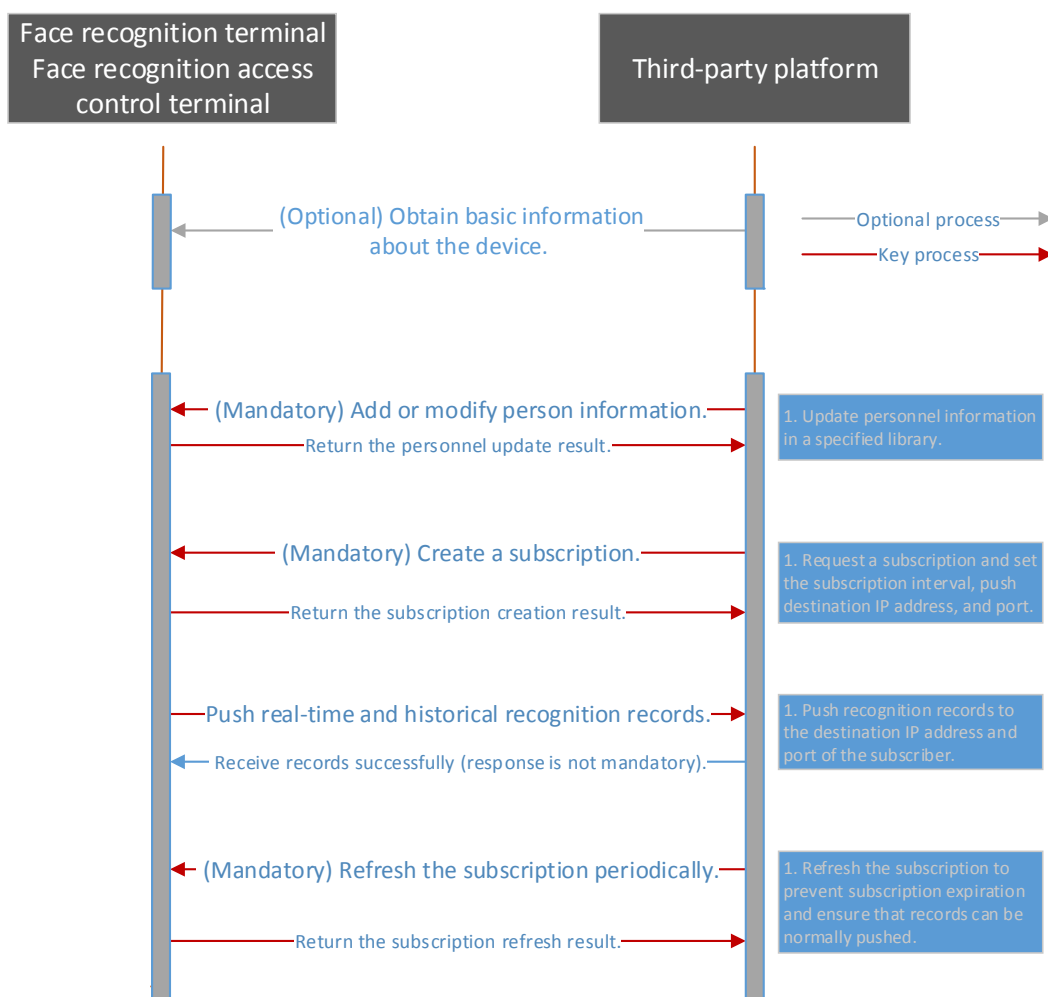 Face recognition terminal
Face recognition access
control terminal
Third-party platform
(Optional) Obtain basic information
about the device.
Optional process
Key process
(Mandatory) Add or modify person information.
Return the personnel update result.
1. Update personnel information
in a specified library.
(Mandatory) Create a subscription.
Return the subscription creation result.
1. Request a subscription and set
the subscription interval, push
destination IP address, and port.
Push real-time and historical recognition records.
Receive records successfully (response is not mandatory).
1. Push recognition records to
the destination IP address and
port of the subscriber.
(Mandatory) Refresh the subscription periodically.
Return the subscription refresh result.
1. Refresh the subscription to
prevent subscription expiration
and ensure that records can be
normally pushed.